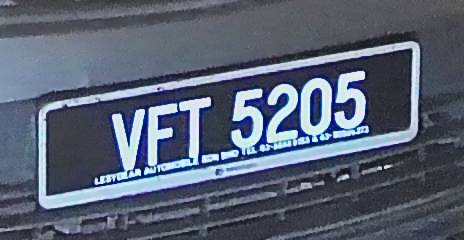 VFT 5205
AUTOMOBILE SDN BHD TEL